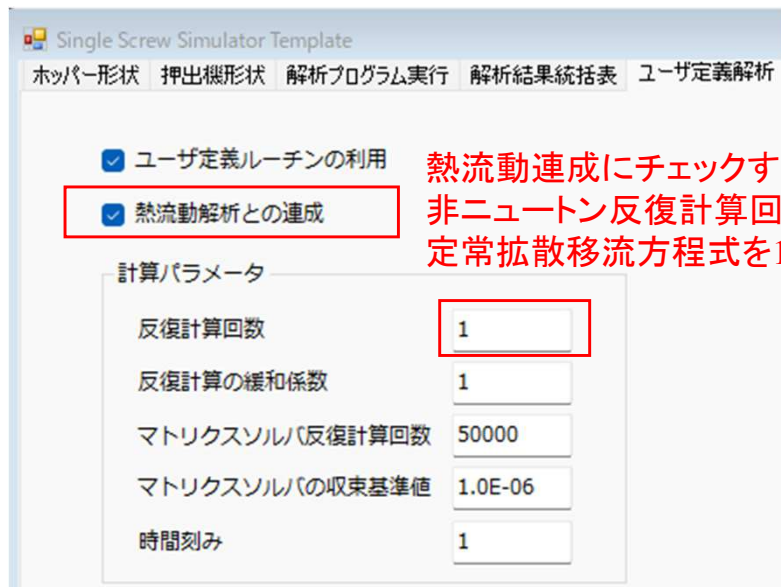 Single Screw Simulator Template
ホッパー形状 押出機形状 解析プログラム実行 解析結果統括表 ユーザ定義解析
ユーザ定義ルーチンの利用
熱流動解析との連成
熱流動連成にチェックす
非ニュートン反復計算回
定常拡散移流方程式を1
計算パラメータ
反復計算回数 1
反復計算の緩和係数 1
マトリクスソルバ反復計算回数 50000
マトリクスソルバの収束基準値 1.0E-06
時間刻み 1